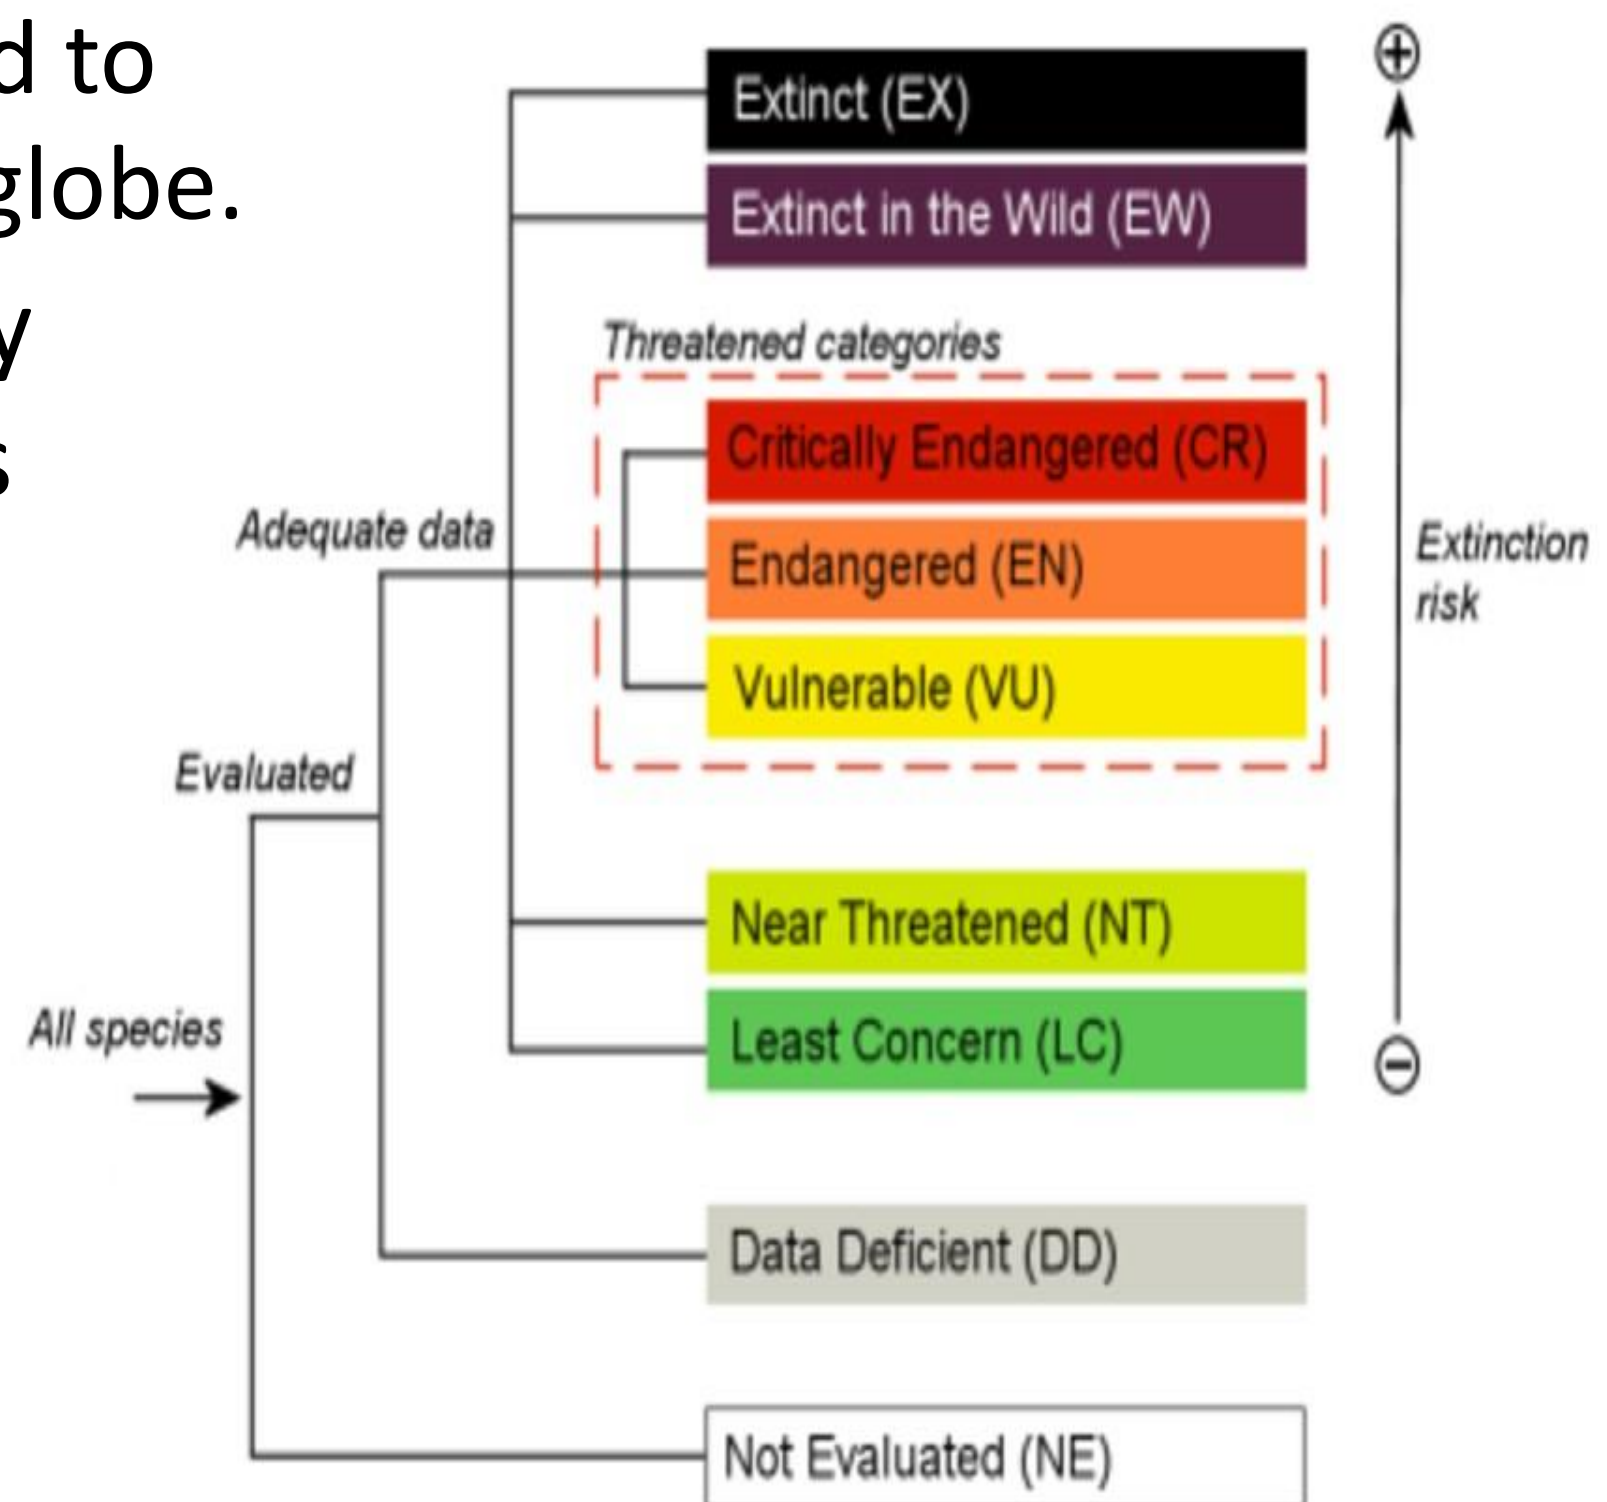 d to
globe.
y
s
Extinct (EX)
Extinct in the Wild (EW)
Threatened categories
Critically Endangered (CR)
Adequate data
Endangered (EN)
Extinction
risk
Vulnerable (VU)
Evaluated
Near Threatened (NT)
All species
Least Concern (LC)
Data Deficient (DD)
Not Evaluated (NE)